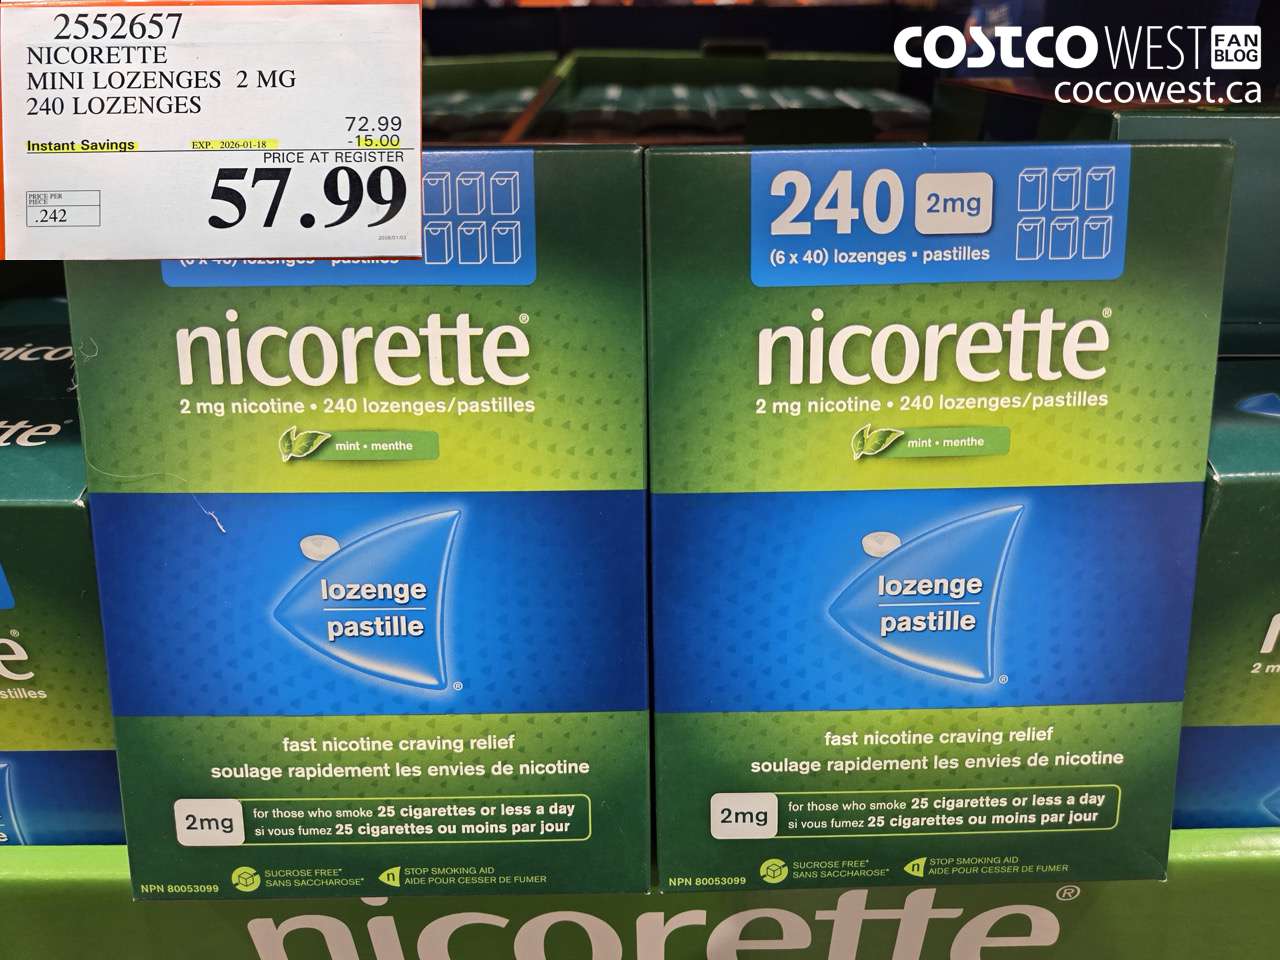 2552657
NICORETTE
MINI LOZENGES 2 MG
240 LOZENGES
72.99
Instant Savings EXP. 2026-01-18 -15.00
PRICE AT REGISTER
57.99
PRICE PER
PIECE
.242
COSTCO WEST FAN BLOG
cocowest.ca
(6 x 40) lozenges • pastilles
nicorette®
2 mg nicotine • 240 lozenges/pastilles
mint • menthe
lozenge
pastille
®
fast nicotine craving relief
soulage rapidement les envies de nicotine
2mg
for those who smoke 25 cigarettes or less a day
si vous fumez 25 cigarettes ou moins par jour
NPN 80053099
SUCROSE FREE*
SANS SACCHAROSE*
n
STOP SMOKING AID
AIDE POUR CESSER DE FUMER
240 2mg
(6 x 40) lozenges • pastilles
nicorette®
2 mg nicotine • 240 lozenges/pastilles
mint • menthe
lozenge
pastille
®
fast nicotine craving relief
soulage rapidement les envies de nicotine
2mg
for those who smoke 25 cigarettes or less a day
si vous fumez 25 cigarettes ou moins par jour
NPN 80053099
SUCROSE FREE*
SANS SACCHAROSE*
n
STOP SMOKING AID
AIDE POUR CESSER DE FUMER
nicorette®